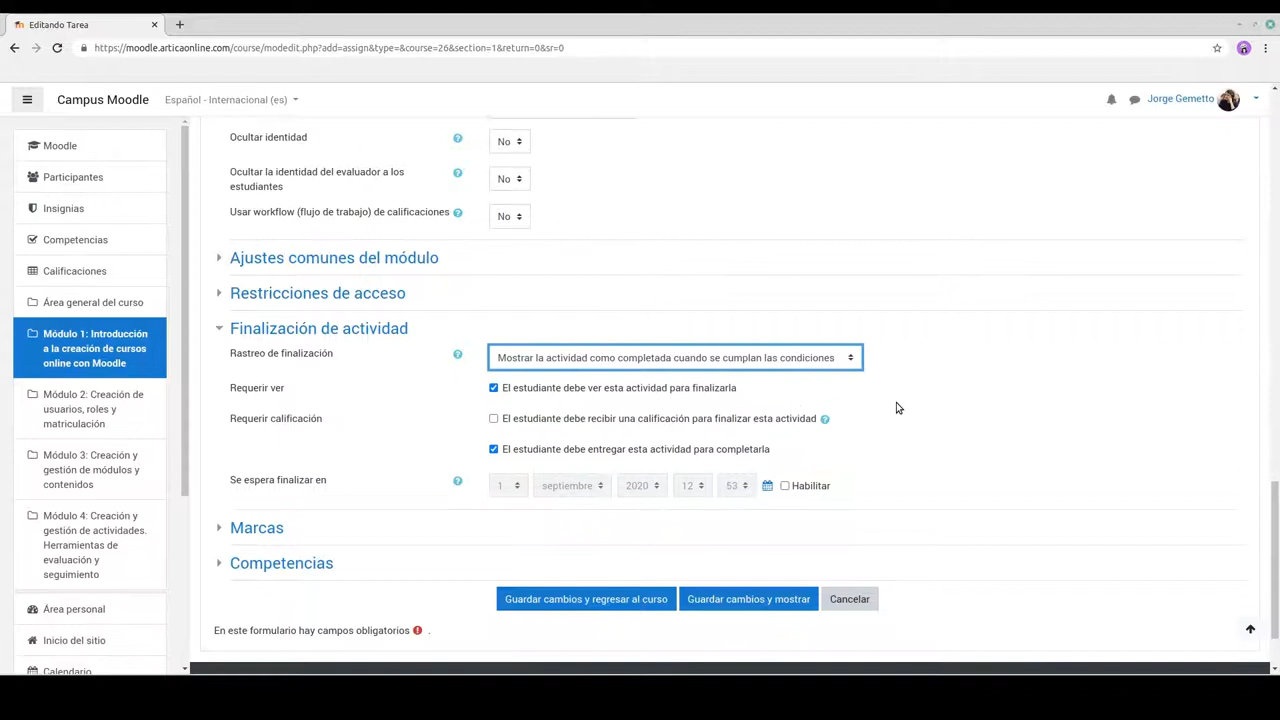 Editando Tarea
https://moodle.articaonline.com/course/modedit.php?add=assign&type=&course=26&section=1&return=0&sr=0
Campus Moodle
Español - Internacional (es)
Jorge Gemetto
Moodle
Participantes
Insignias
Competencias
Calificaciones
Área general del curso
Módulo 1: Introducción
a la creación de cursos
online con Moodle
Módulo 2: Creación de
usuarios, roles y
matriculación
Módulo 3: Creación y
gestión de módulos y
contenidos
Módulo 4: Creación y
gestión de actividades.
Herramientas de
evaluación y
seguimiento
Área personal
Inicio del sitio
Calendario
Ocultar identidad
No
Ocultar la identidad del evaluador a los
estudiantes
No
Usar workflow (flujo de trabajo) de calificaciones
No
Ajustes comunes del módulo
Restricciones de acceso
Finalización de actividad
Rastreo de finalización
Mostrar la actividad como completada cuando se cumplan las condiciones
Requerir ver
El estudiante debe ver esta actividad para finalizarla
Requerir calificación
El estudiante debe recibir una calificación para finalizar esta actividad
El estudiante debe entregar esta actividad para completarla
Se espera finalizar en
1 septiembre 2020 12 53 Habilitar
Marcas
Competencias
Guardar cambios y regresar al curso
Guardar cambios y mostrar
Cancelar
En este formulario hay campos obligatorios .